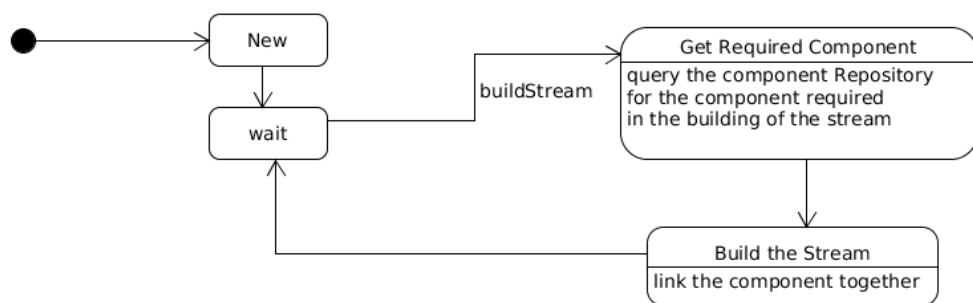 New
Get Required Component
query the component Repository
for the component required
in the building of the stream
buildStream
wait
Build the Stream
link the component together